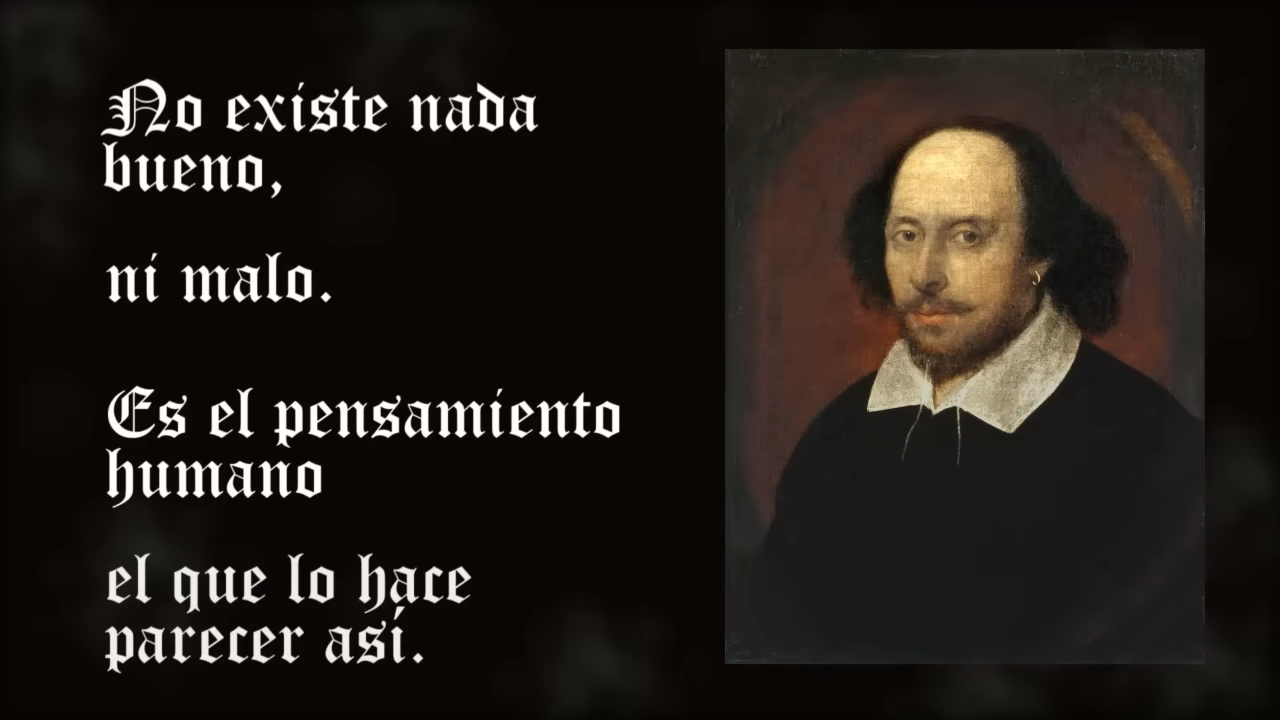 No existe nada
bueno,
ni malo.
Es el pensamiento
humano
el que lo hace
parecer así.